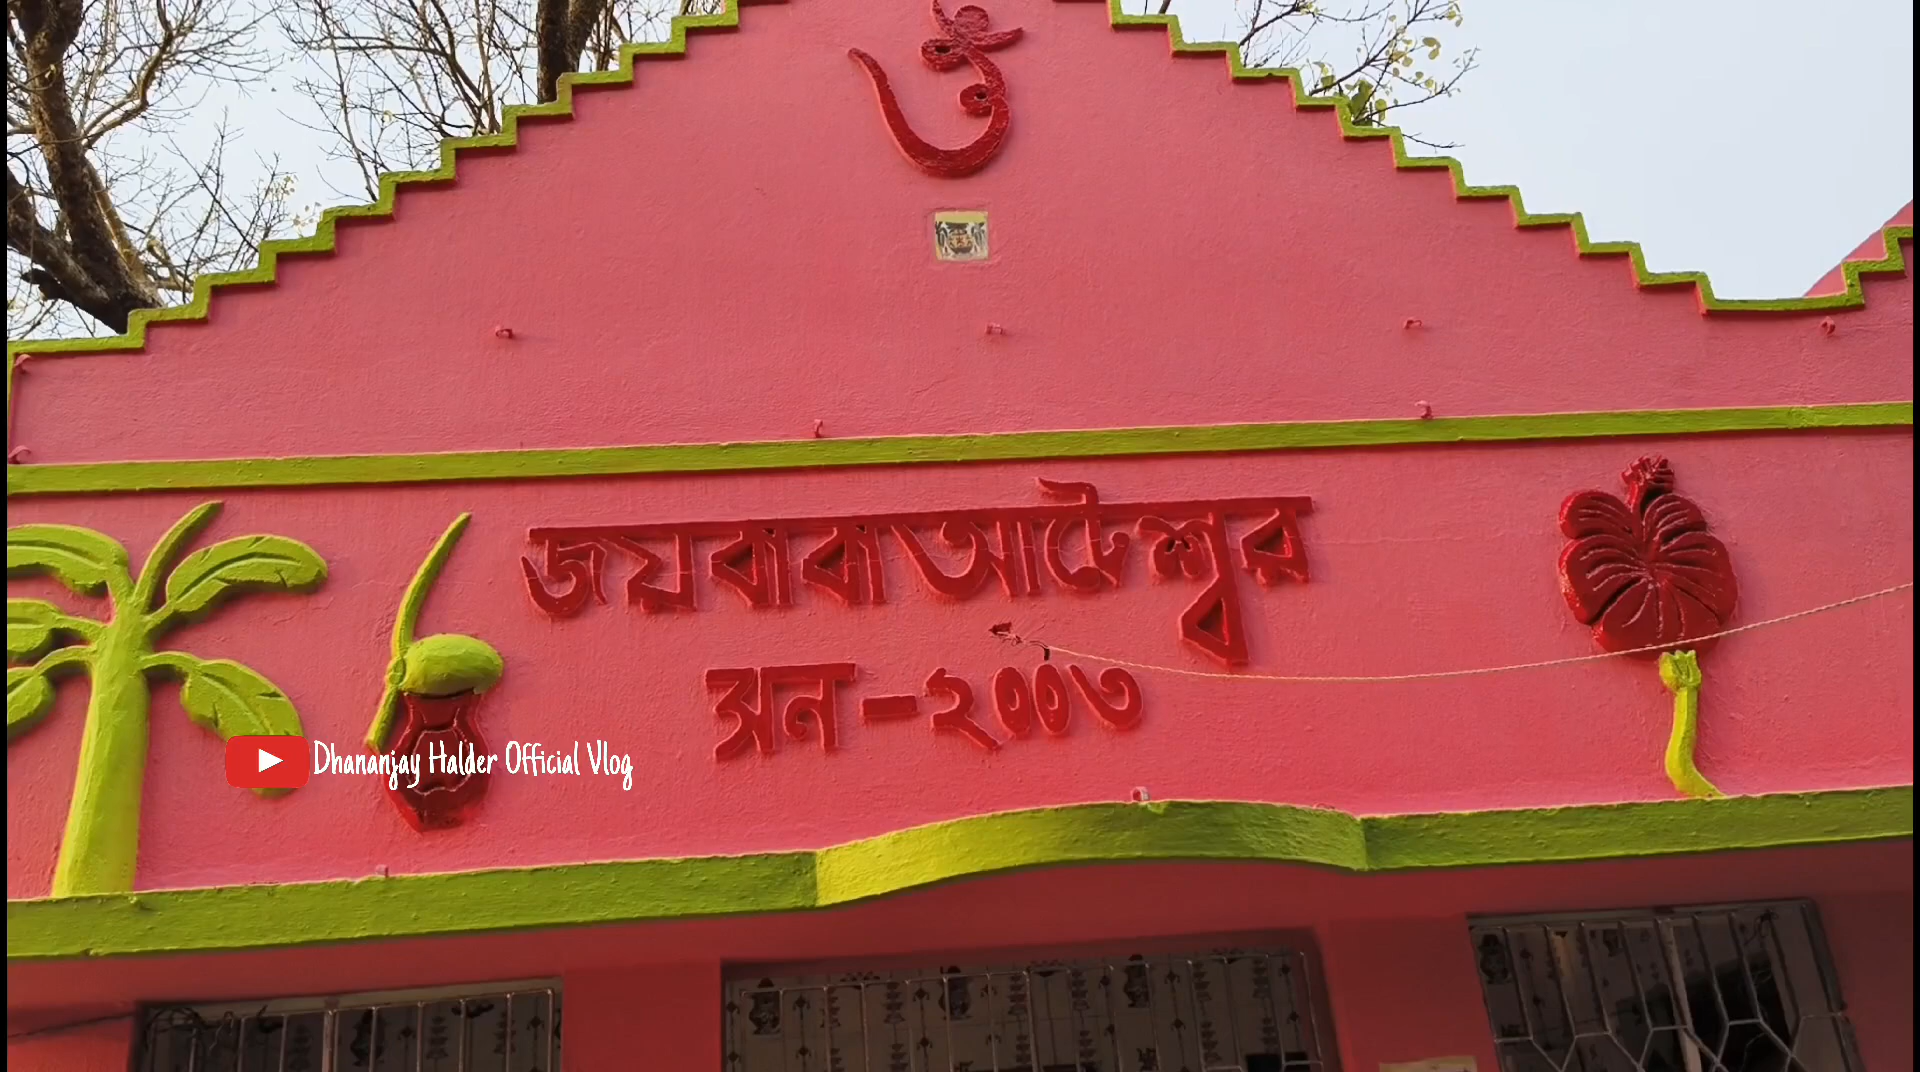 ওঁ
জয় বাবা আটেশ্বর
সন - ২০০৩
Dhananjay Halder Official Vlog